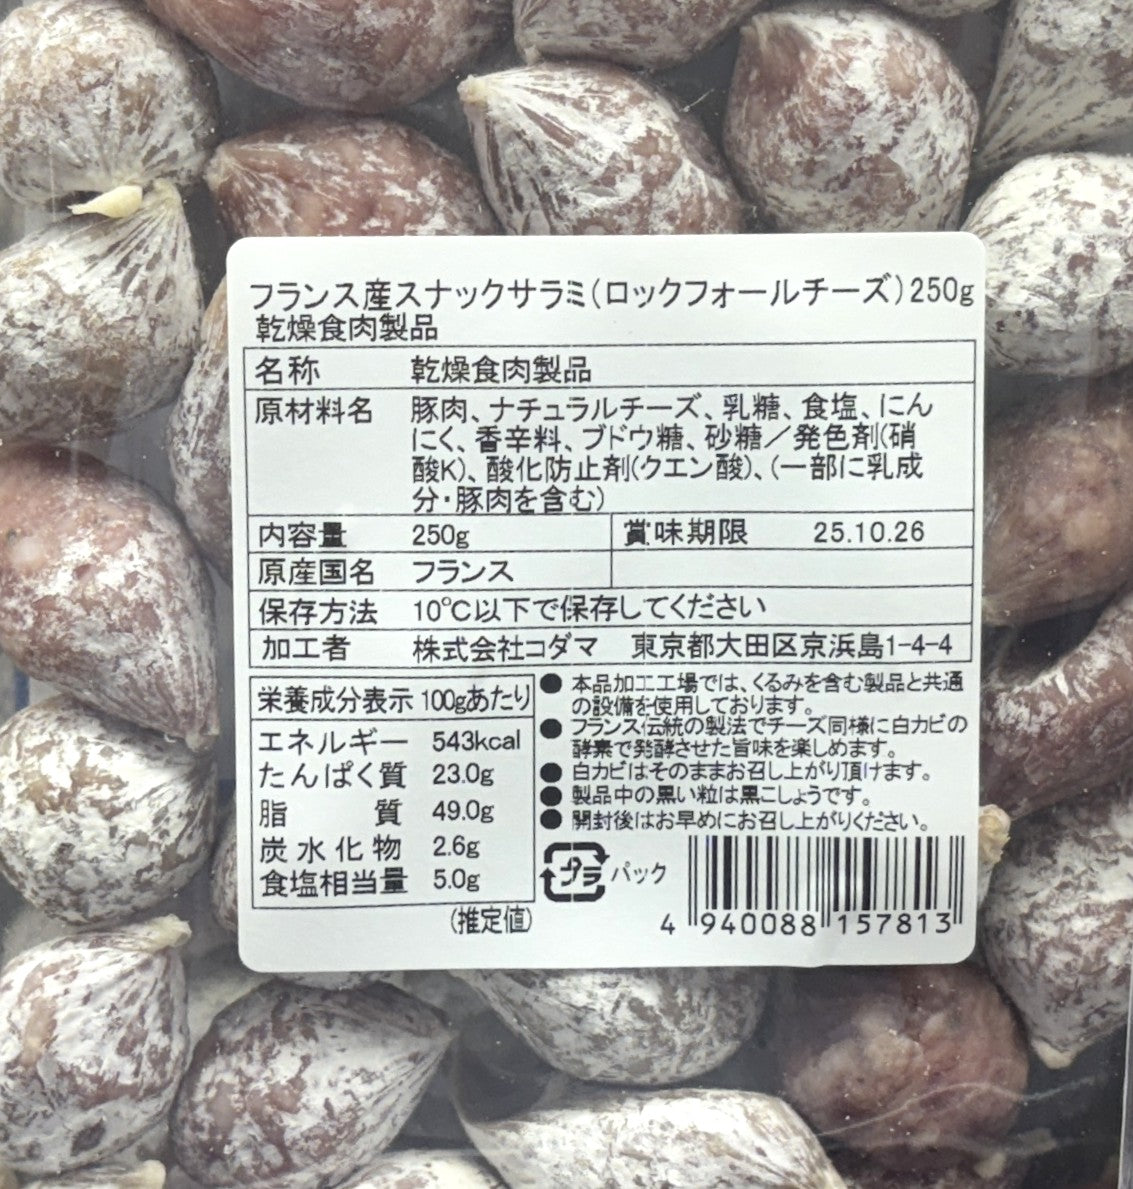 フランス産スナックサラミ(ロックフォールチーズ)250g
乾燥食肉製品
名称 乾燥食肉製品
原材料名 豚肉、ナチュラルチーズ、乳糖、食塩、にん
にく、香辛料、ブドウ糖、砂糖/発色剤(硝
酸K)、酸化防止剤(クエン酸)、(一部に乳成
分・豚肉を含む)
内容量 250g 賞味期限 25.10.26
原産国名 フランス
保存方法 10℃以下で保存してください
加工者 株式会社コダマ 東京都大田区京浜島1-4-4
栄養成分表示 100gあたり
エネルギー 543kcal
たんぱく質 23.0g
脂質 49.0g
炭水化物 2.6g
食塩相当量 5.0g
(推定値)
● 本品加工工場では、くるみを含む製品と共通
の設備を使用しております。
● フランス伝統の製法でチーズ同様に白カビの
酵素で発酵させた旨味を楽しめます。
● 白カビはそのままお召し上がり頂けます。
● 製品中の黒い粒は黒こしょうです。
● 開封後はお早めにお召し上がりください。
プラ パック
4 940088 157813